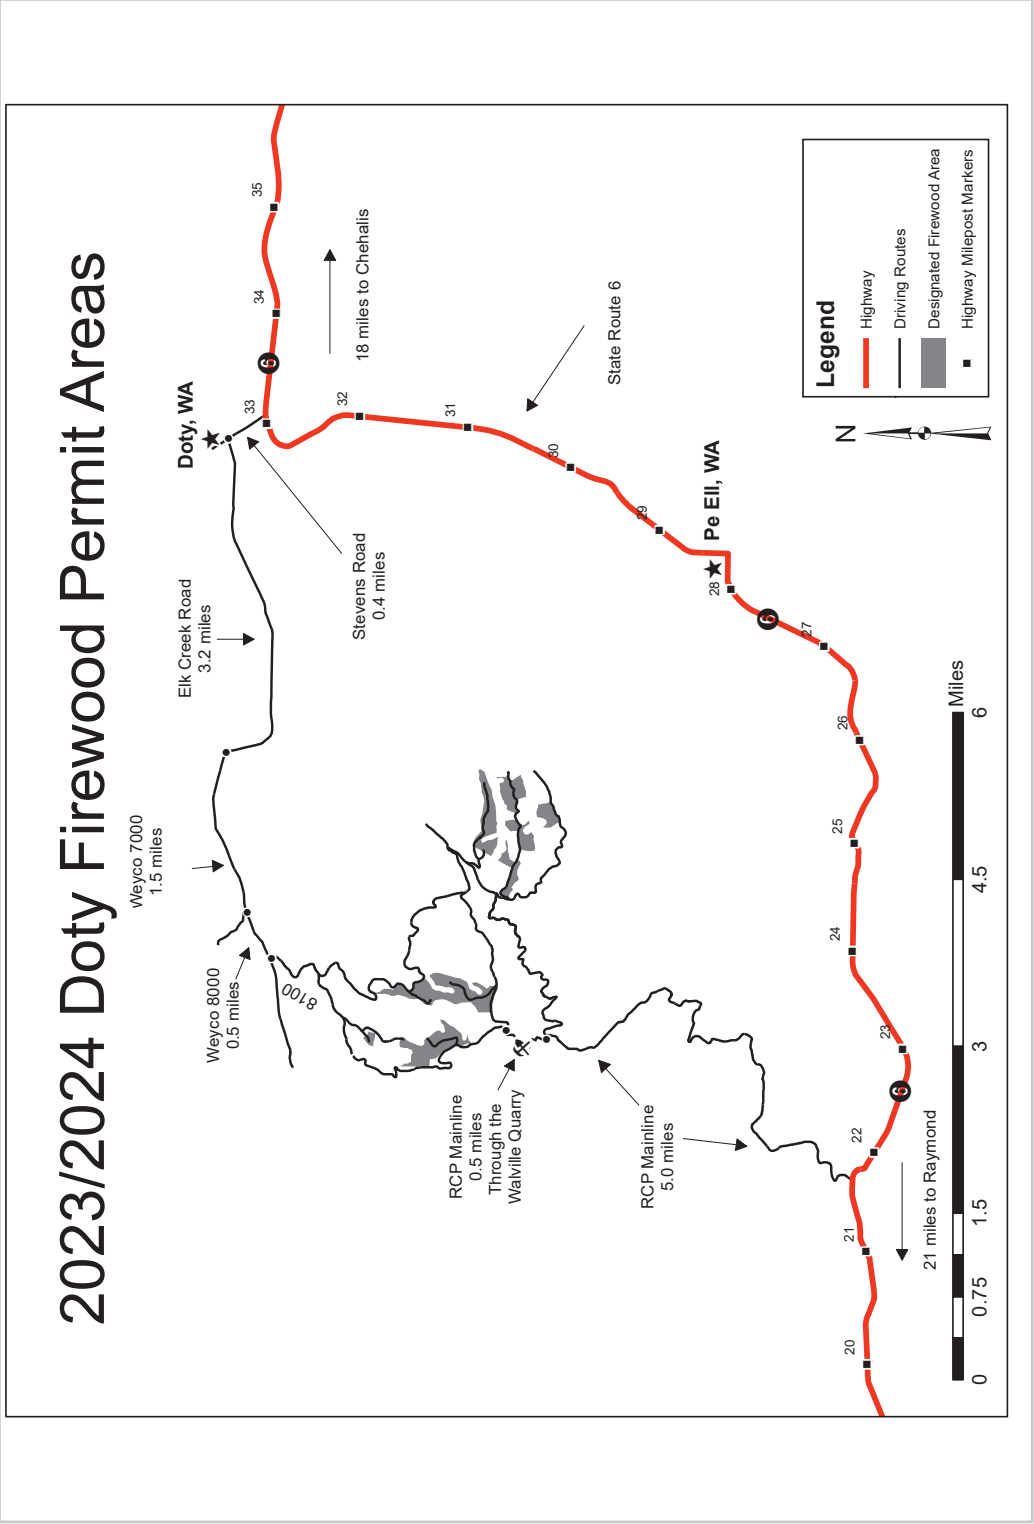 2023/2024 Doty Firewood Permit Areas
Weyco 7000
1.5 miles
Elk Creek Road
3.2 miles
Doty, WA
Weyco 8000
0.5 miles
8100
Stevens Road
0.4 miles
33
6
34
35
18 miles to Chehalis
32
31
30
29
State Route 6
RCP Mainline
0.5 miles
Through the
Walville Quarry
RCP Mainline
5.0 miles
Pe Ell, WA
28
6
27
26
25
24
23
6
22
21
20
21 miles to Raymond
N
Legend
Highway
Driving Routes
Designated Firewood Area
Highway Milepost Markers
Miles
0 0.75 1.5 3 4.5 6